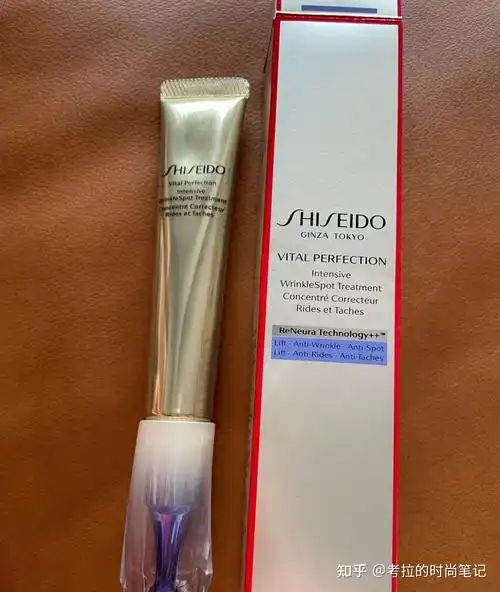 SHISEIDO
Vital Perfection
Intensive
WrinkleSpot Treatment
Concentré Correcteur
Rides et Taches
SHISEIDO
GINZA TOKYO
VITAL PERFECTION
Intensive
WrinkleSpot Treatment
Concentré Correcteur
Rides et Taches
ReNeura Technology++™
Lift · Anti-Wrinkle · Anti-Spot
Lift · Anti-Rides · Anti-Taches
知乎 @考拉的时尚笔记